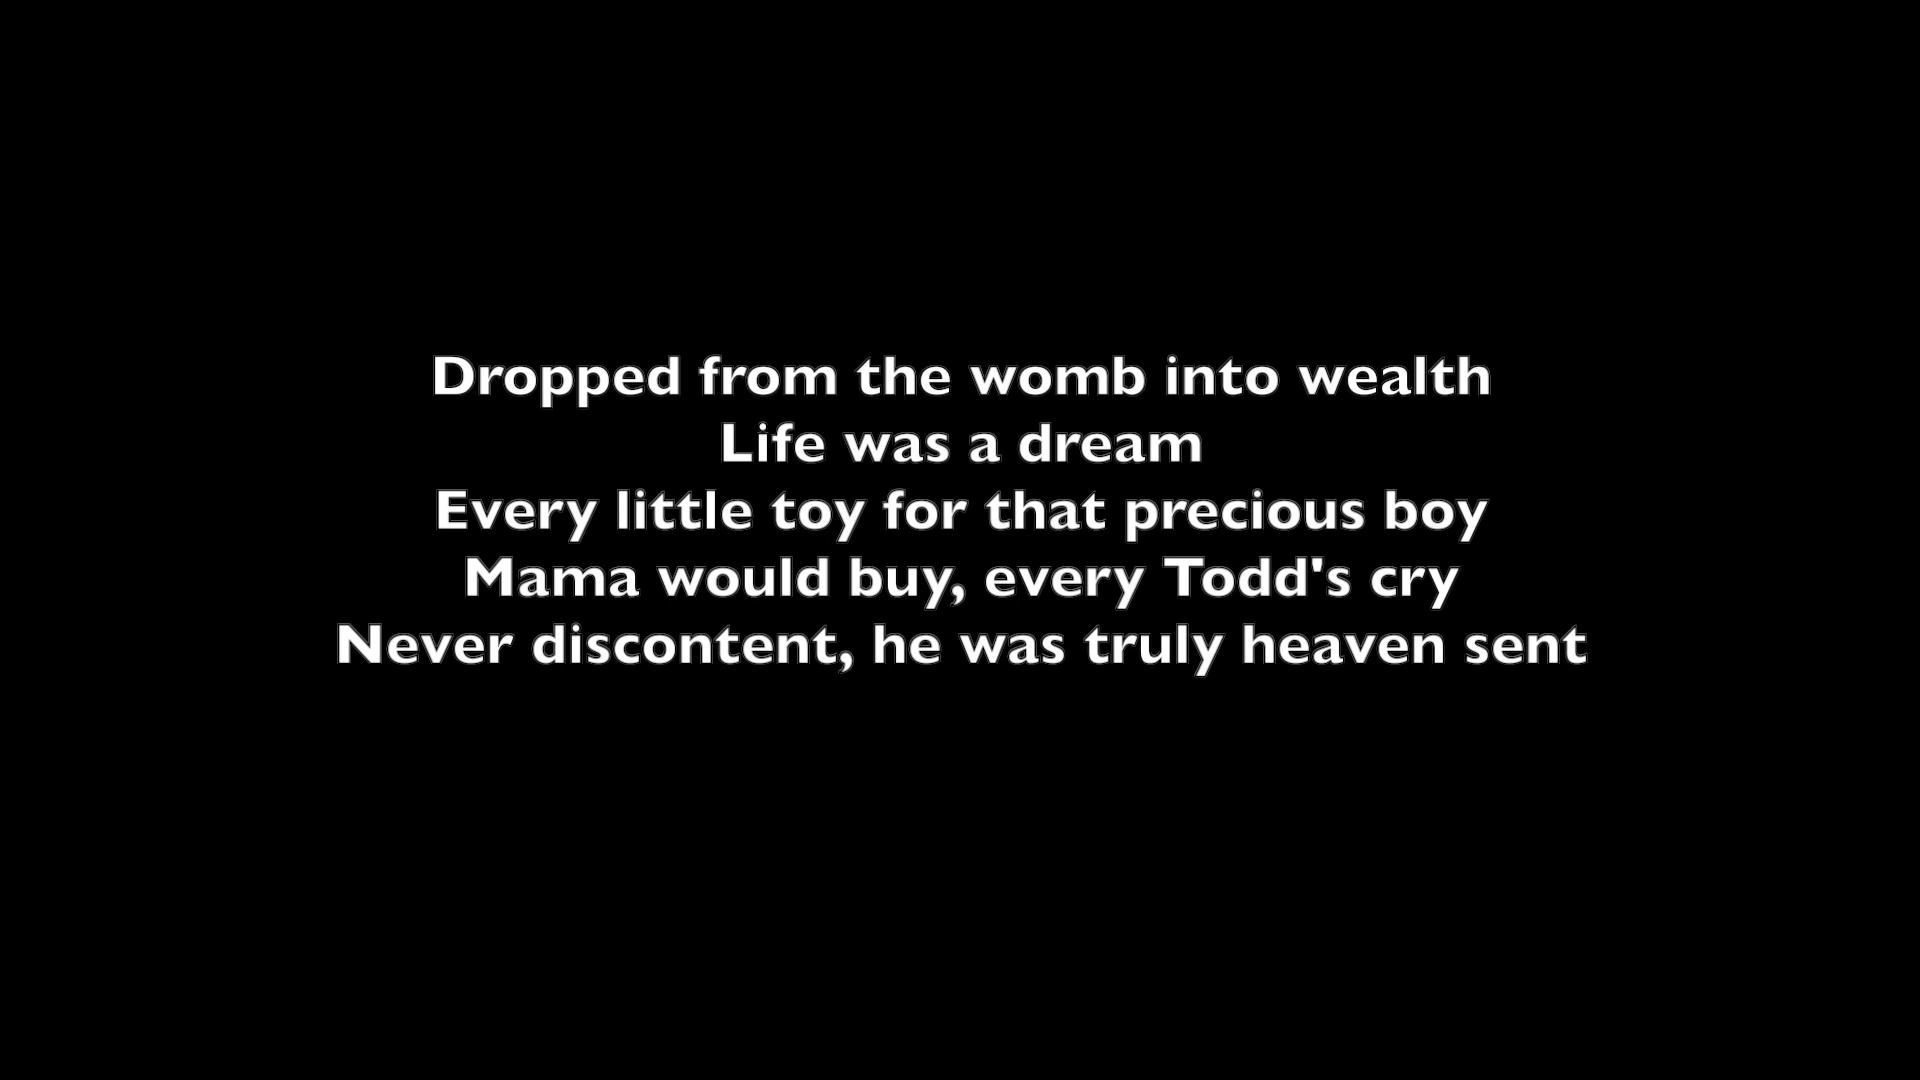 Dropped from the womb into wealth
Life was a dream
Every little toy for that precious boy
Mama would buy, every Todd's cry
Never discontent, he was truly heaven sent